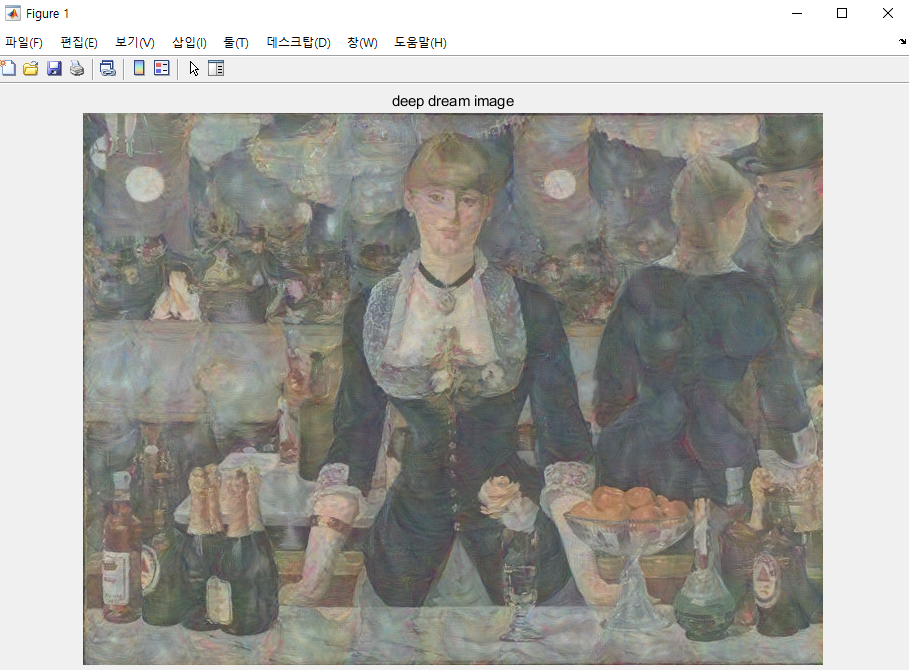 Figure 1
파일(F) 편집(E) 보기(V) 삽입(I) 툴(T) 데스크탑(D) 창(W) 도움말(H)
deep dream image